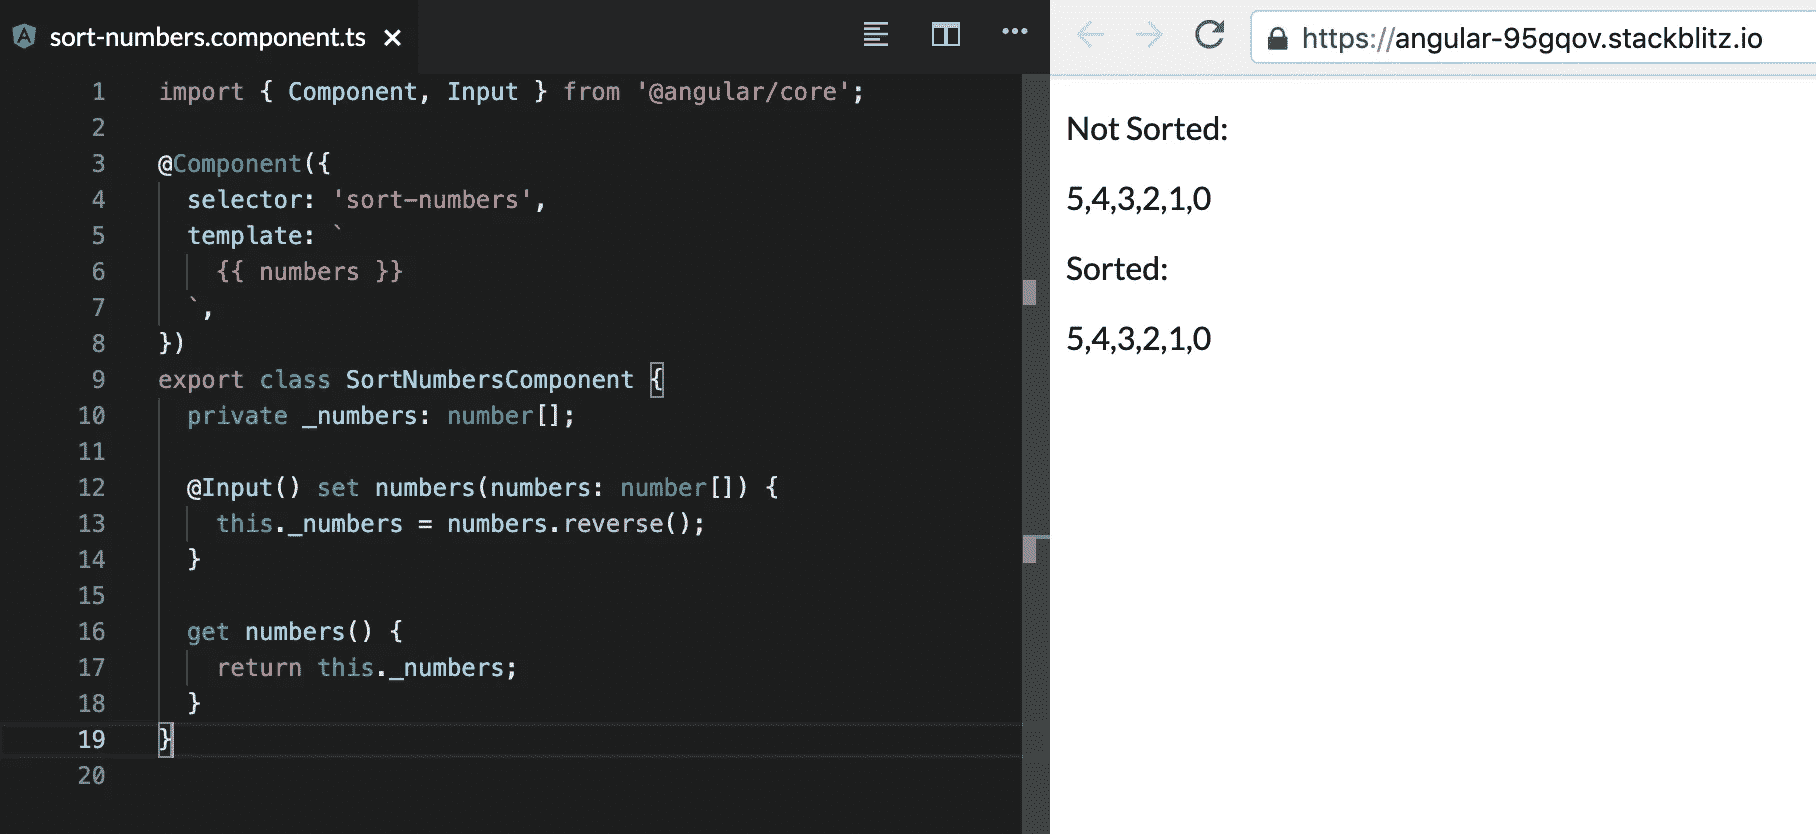 sort-numbers.component.ts ×
1 import { Component, Input } from '@angular/core';
2
3 @Component({
4   selector: 'sort-numbers',
5   template: `
6     {{ numbers }}
7   `,
8 })
9 export class SortNumbersComponent {
10   private _numbers: number[];
11
12   @Input() set numbers(numbers: number[]) {
13     this._numbers = numbers.reverse();
14   }
15
16   get numbers() {
17     return this._numbers;
18   }
19 }
20
https://angular-95gqov.stackblitz.io
Not Sorted:
5,4,3,2,1,0
Sorted:
5,4,3,2,1,0